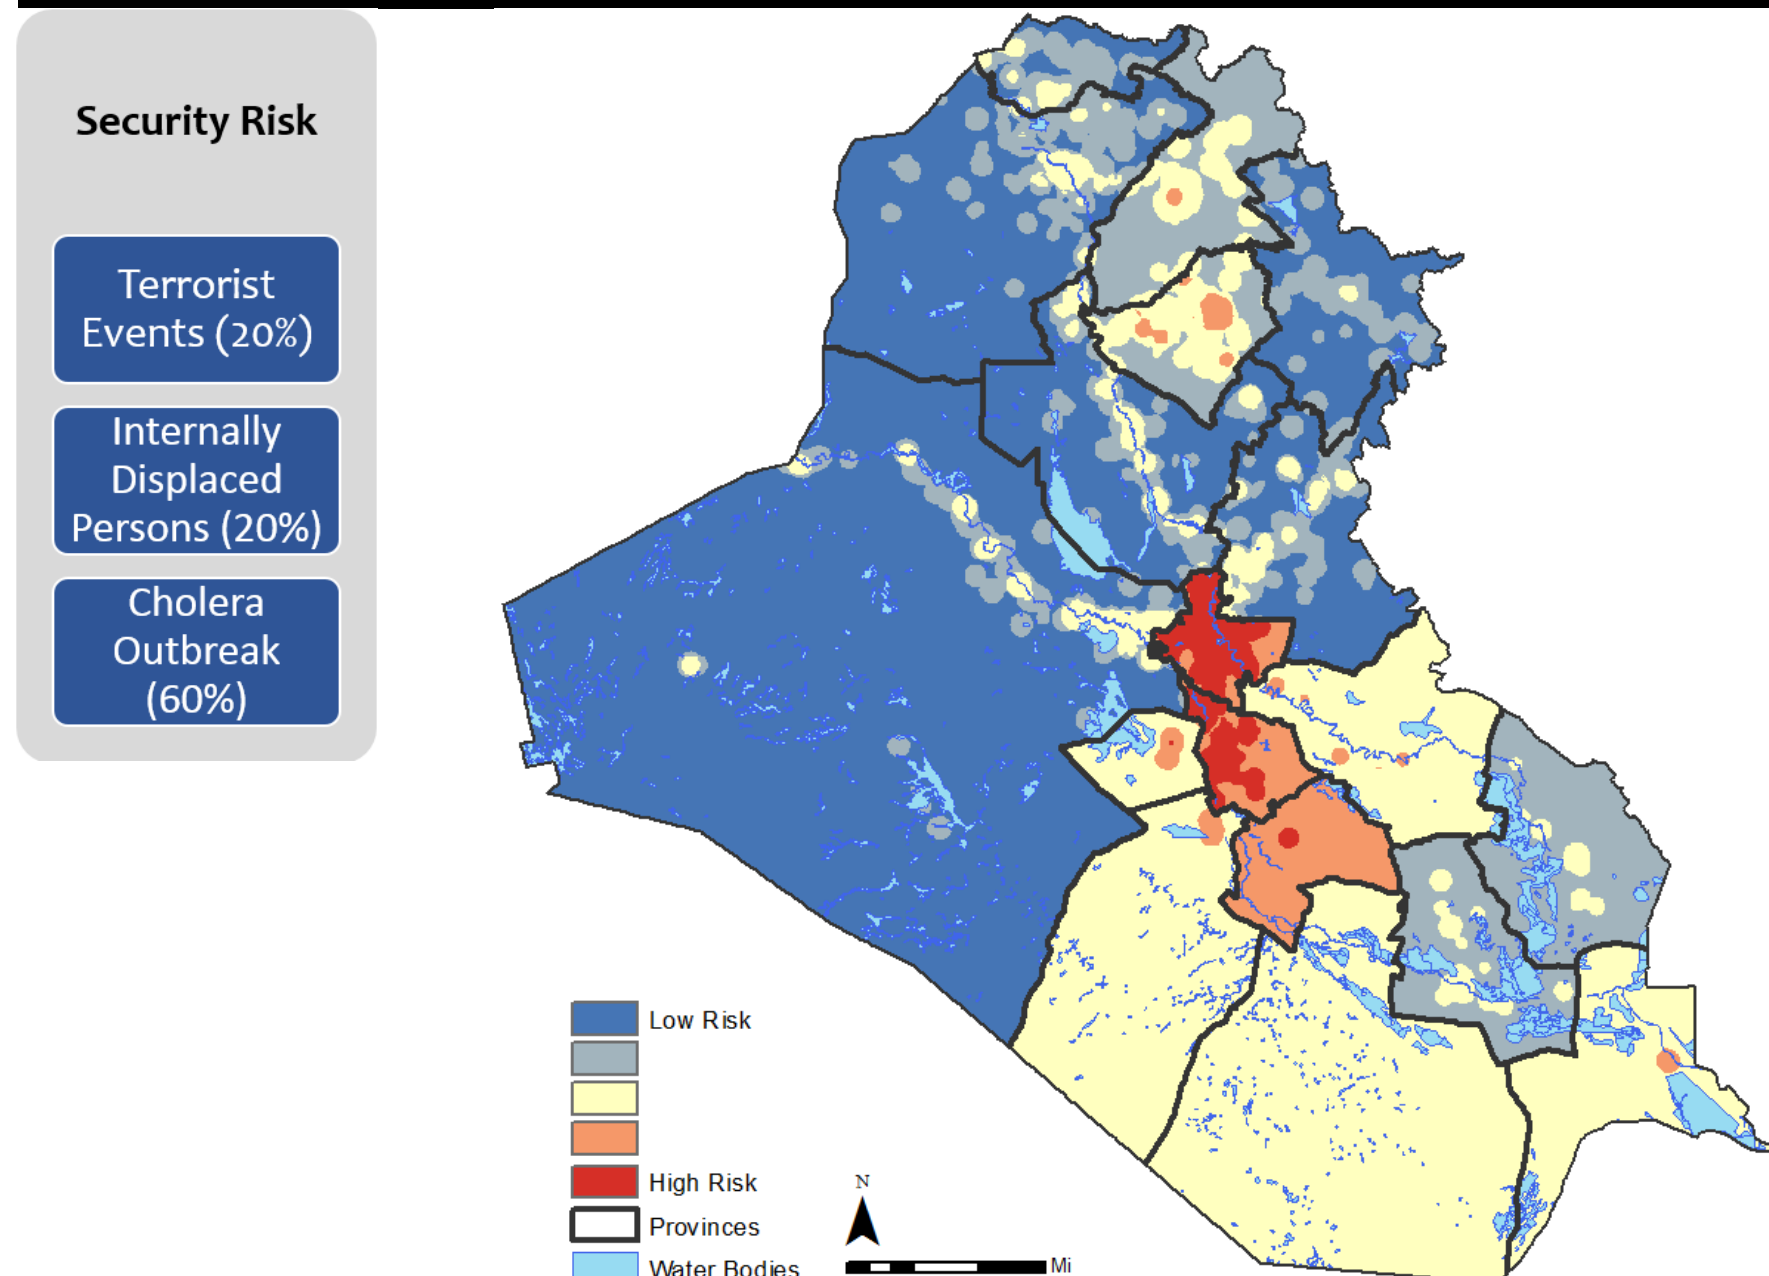 Security Risk
Terrorist
Events (20%)
Internally
Displaced
Persons (20%)
Cholera
Outbreak
(60%)
Low Risk
High Risk
Provinces
Water Bodies
N
Mi